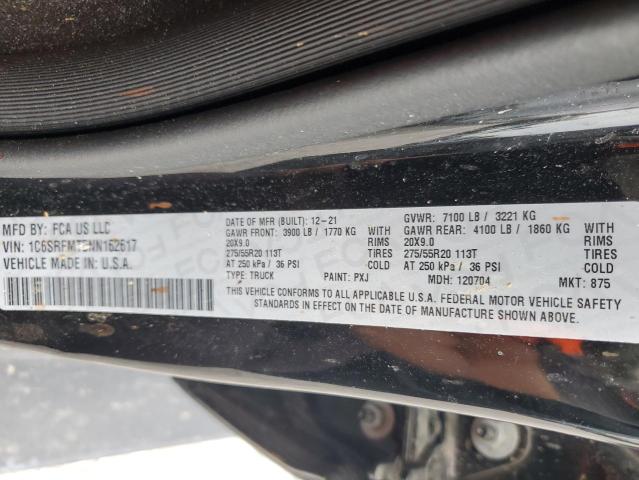 MFD BY: FCA US LLC
DATE OF MFR (BUILT): 12-21
GVWR: 7100 LB / 3221 KG
GAWR FRONT: 3900 LB / 1770 KG
GAWR REAR: 4100 LB / 1860 KG
VIN:
20X9.0 RIMS
20X9.0 RIMS
VEHICLE MADE IN U.S.A.
275/55R20 113T TIRES
275/55R20 113T TIRES
AT 250 kPa / 36 PSI COLD
AT 250 kPa / 36 PSI COLD
TYPE: TRUCK PAINT: PXJ MDH: 120704 MKT: 875
THIS VEHICLE CONFORMS TO ALL APPLICABLE U.S.A. FEDERAL MOTOR VEHICLE SAFETY
STANDARDS IN EFFECT ON THE DATE OF MANUFACTURE SHOWN ABOVE.